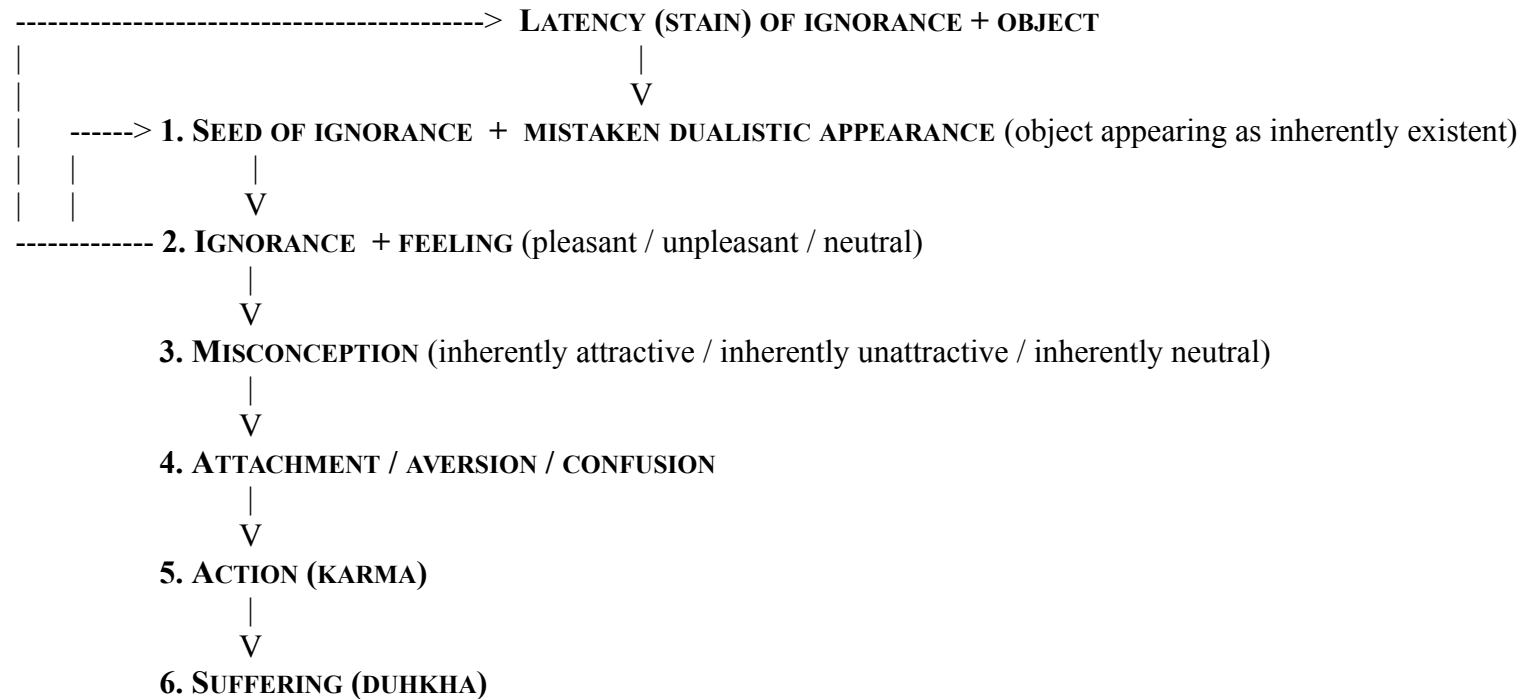 --------------------------------------------> LATENCY (STAIN) OF IGNORANCE + OBJECT
| |
| V
| ------> 1. SEED OF IGNORANCE + MISTAKEN DUALISTIC APPEARANCE (object appearing as inherently existent)
| | |
| | V
------------- 2. IGNORANCE + FEELING (pleasant / unpleasant / neutral)
|
V
3. MISCONCEPTION (inherently attractive / inherently unattractive / inherently neutral)
|
V
4. ATTACHMENT / AVERSION / CONFUSION
|
V
5. ACTION (KARMA)
|
V
6. SUFFERING (DUHKHA)